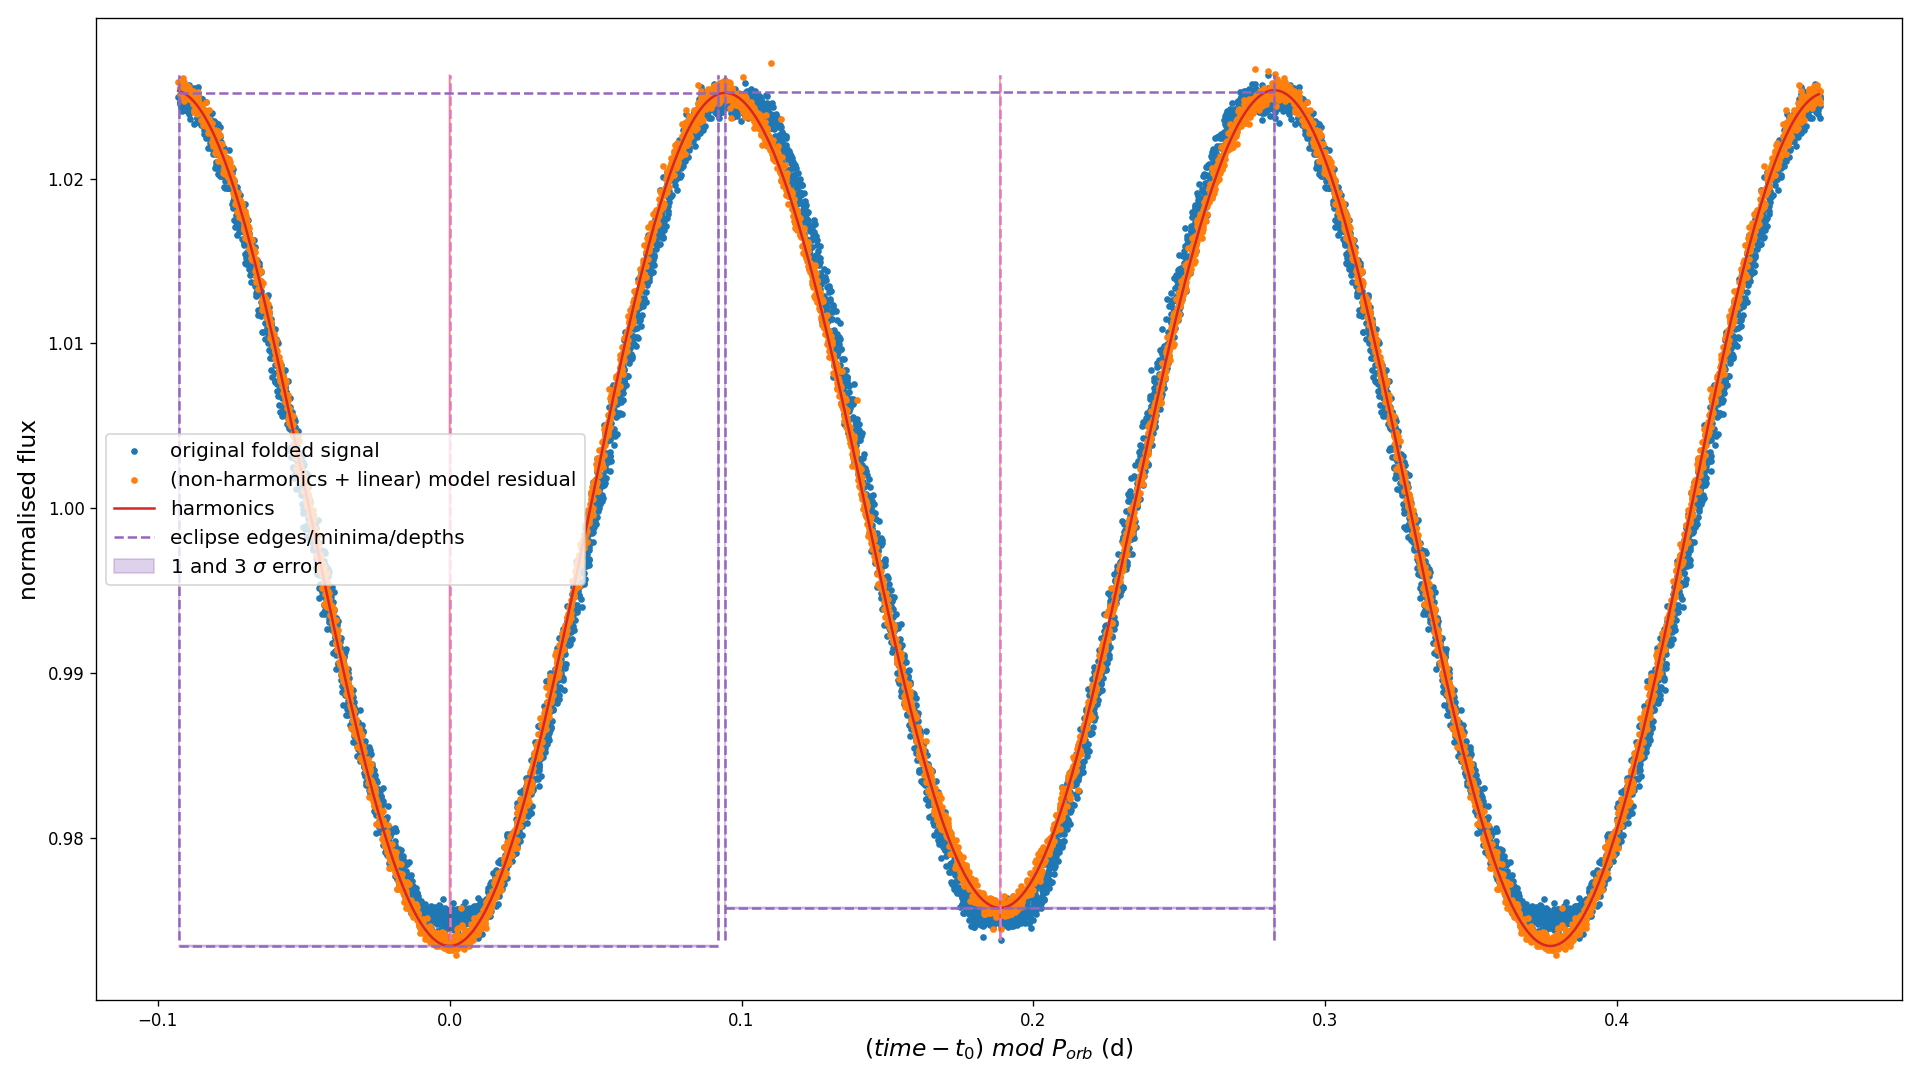 normalised flux
1.02
1.01
1.00
0.99
0.98
original folded signal
(non-harmonics + linear) model residual
harmonics
eclipse edges/minima/depths
1 and 3 σ error
−0.1
0.0
0.1
0.2
0.3
0.4
(time − t₀) mod Pₒᵣb (d)